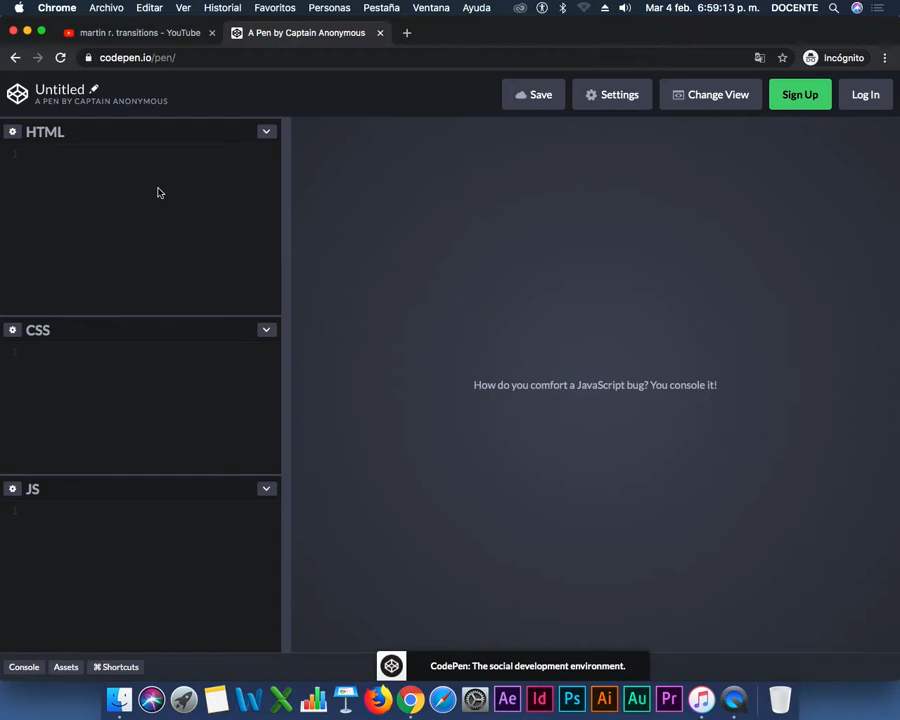 Chrome Archivo Editar Ver Historial Favoritos Personas Pestaña Ventana Ayuda Mar 4 feb. 6:59:13 p. m. DOCENTE
martin r. transitions - YouTube × A Pen by Captain Anonymous × +
codepen.io/pen/ Incógnito
Untitled
A PEN BY CAPTAIN ANONYMOUS
Save Settings Change View Sign Up Log In
HTML
1
CSS
1
How do you comfort a JavaScript bug? You console it!
JS
1
Console Assets ⌘ Shortcuts CodePen: The social development environment.
Ae Id Ps Ai Au Pr